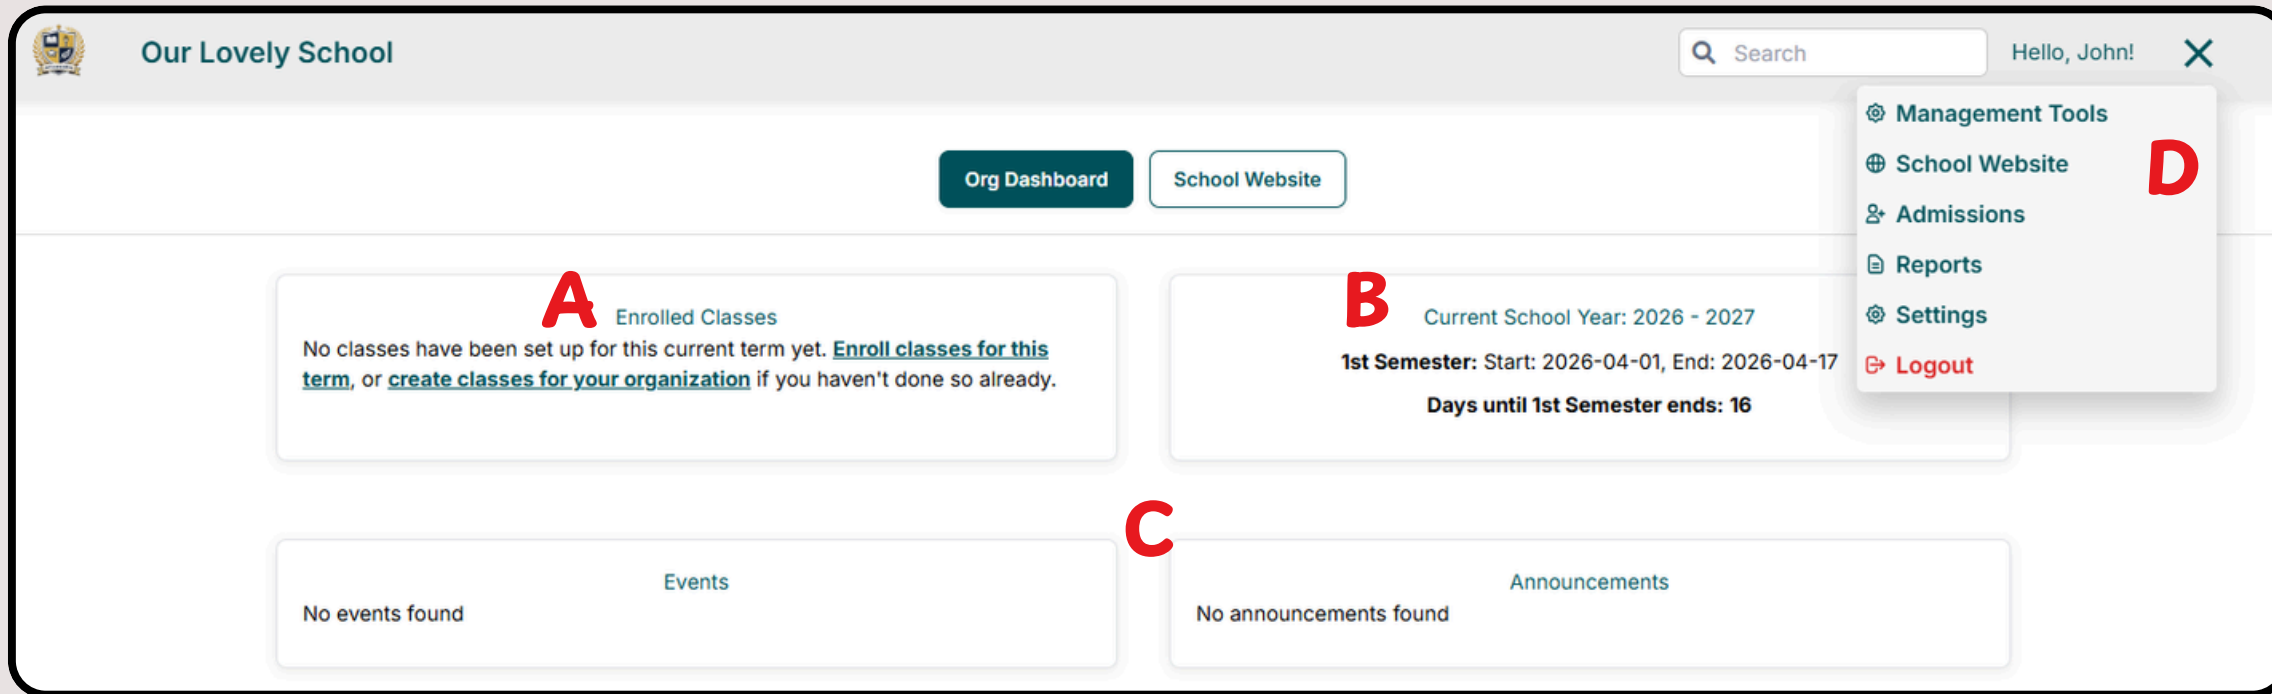 Our Lovely School
Search
Hello, John!
Management Tools
School Website
Admissions
Reports
Settings
Logout
D
Org Dashboard
School Website
A
Enrolled Classes
No classes have been set up for this current term yet. Enroll classes for this
term, or create classes for your organization if you haven't done so already.
B
Current School Year: 2026 - 2027
1st Semester: Start: 2026-04-01, End: 2026-04-17
Days until 1st Semester ends: 16
C
Events
No events found
Announcements
No announcements found